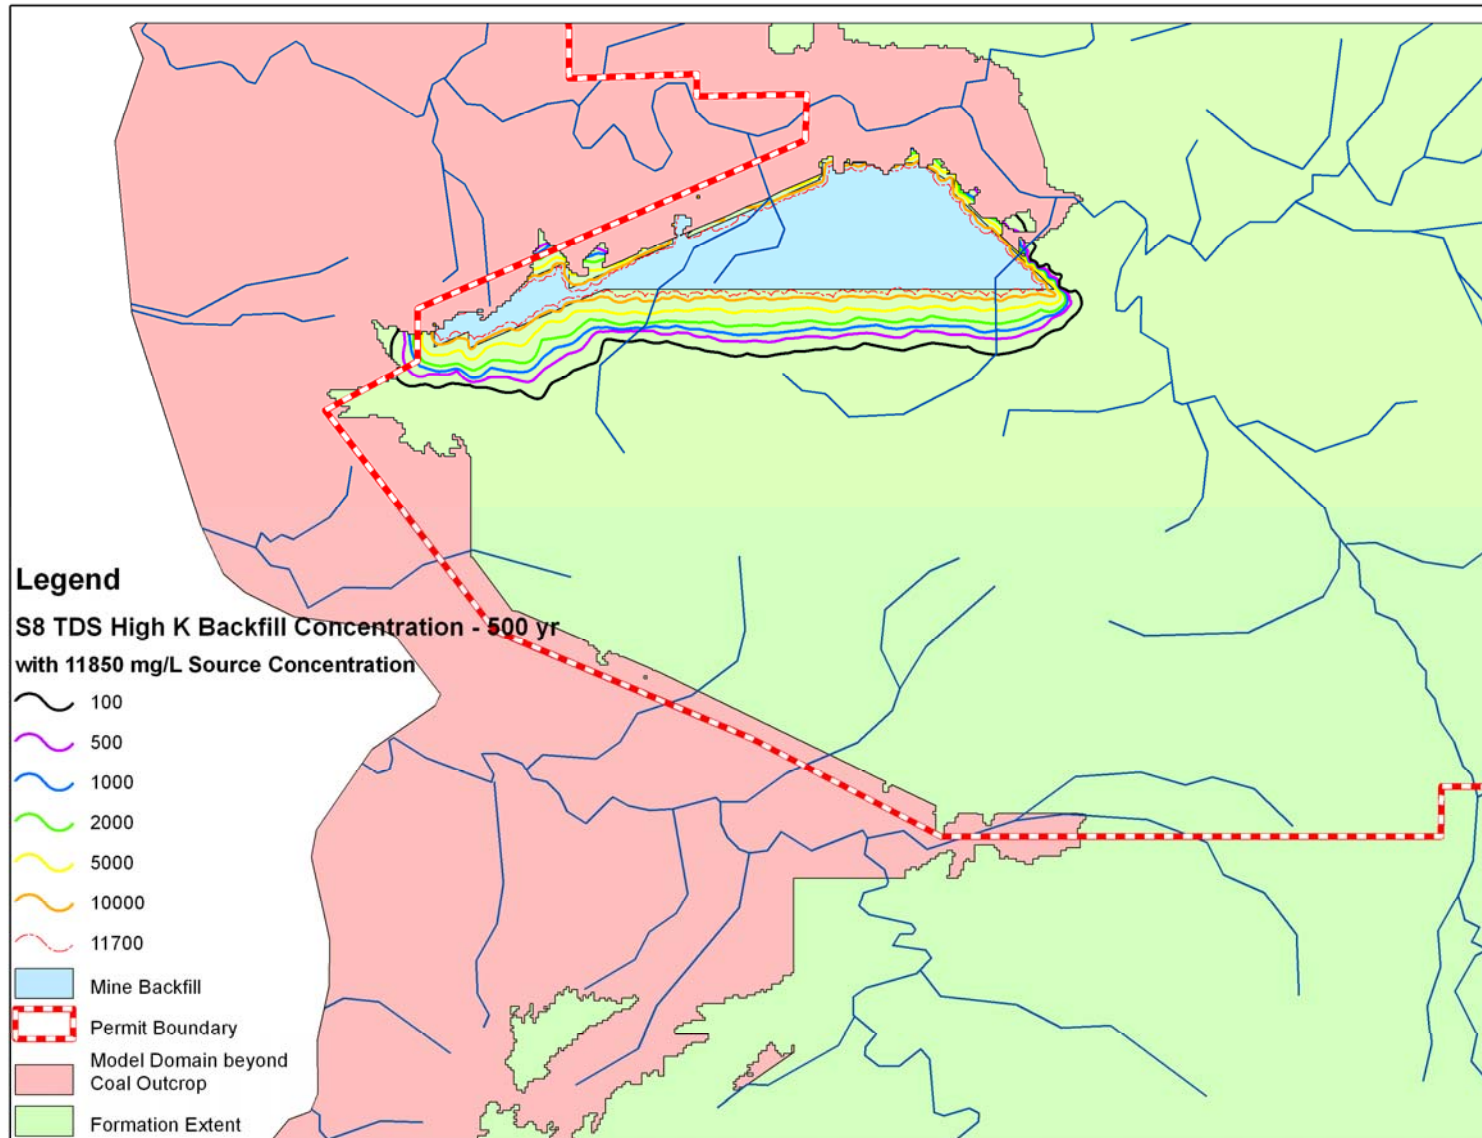 Legend
S8 TDS High K Backfill Concentration - 500 yr
with 11850 mg/L Source Concentration
100
500
1000
2000
5000
10000
11700
Mine Backfill
Permit Boundary
Model Domain beyond
Coal Outcrop
Formation Extent